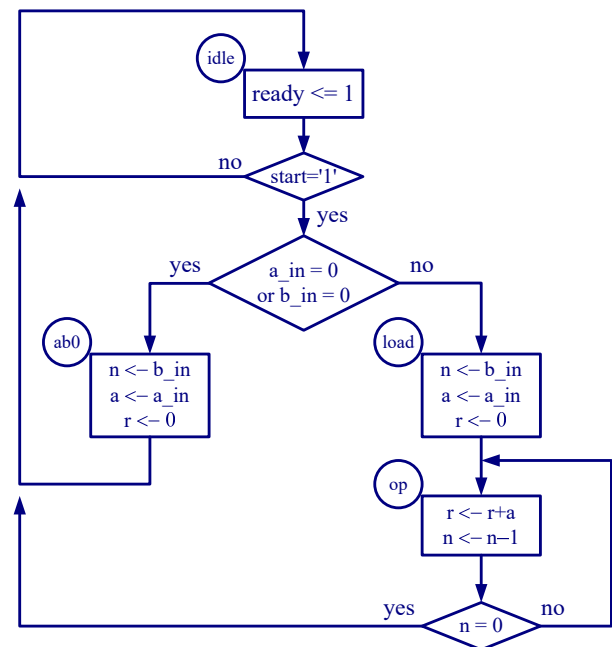 idle
ready <= 1
no
start='1'
yes
yes
a_in = 0
or b_in = 0
no
ab0
n <– b_in
a <– a_in
r <– 0
load
n <– b_in
a <– a_in
r <– 0
op
r <– r+a
n <– n–1
yes
n = 0
no